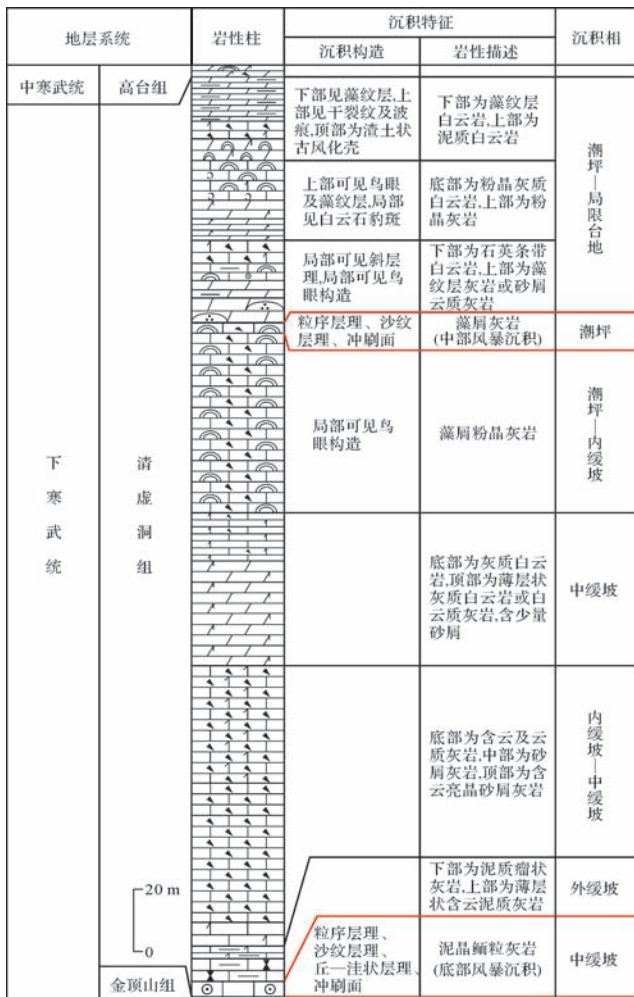 地层系统
岩性柱
沉积特征
沉积相
沉积构造
岩性描述
中寒武统
高台组
下部见藻纹层,上
部见干裂纹及波
痕,顶部为渣土状
古风化壳
下部为藻纹层
白云岩,上部为
泥质白云岩
潮坪—局限台地
上部可见鸟眼
及藻纹层,局部
见白云石豹斑
底部为粉晶灰质
白云岩,上部为粉
晶灰岩
局部可见斜层
理,局部可见鸟
眼构造
下部为石英条带
白云岩,上部为藻
纹层灰岩或砂屑
云质灰岩
粒序层理、沙纹
层理、冲刷面
藻屑灰岩
(中部风暴沉积)
潮坪
下寒武统
清虚洞组
局部可见鸟
眼构造
藻屑粉晶灰岩
潮坪—内缓坡
底部为灰质白云
岩,顶部为薄层状
灰质白云岩或白
云质灰岩,含少量
砂屑
中缓坡
底部为含云及云
质灰岩,中部为砂
屑灰岩,顶部为含
云亮晶砂屑灰岩
内缓坡—中缓坡
下部为泥质瘤状
灰岩,上部为薄层
状含云泥质灰岩
外缓坡
20 m
0
金顶山组
粒序层理、
沙纹层理、
丘—洼状层理、
冲刷面
泥晶鲕粒灰岩
(底部风暴沉积)
中缓坡